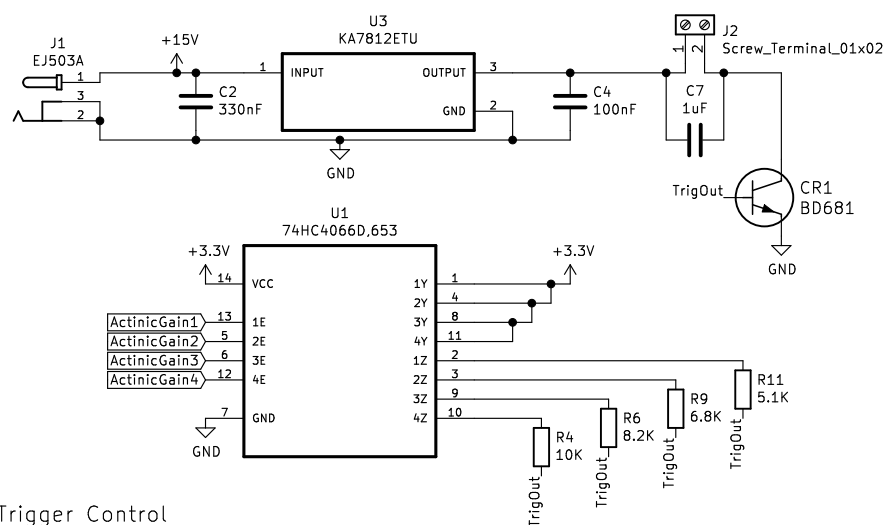 J1
EJ503A
1
3
2
+15V
C2
330nF
U3
KA7812ETU
1
INPUT
OUTPUT
3
GND
2
GND
C4
100nF
J2
Screw_Terminal_01x02
1
2
C7
1uF
TrigOut
CR1
BD681
GND
U1
74HC4066D,653
+3.3V
14
VCC
ActinicGain1
13
1E
ActinicGain2
5
2E
ActinicGain3
6
3E
ActinicGain4
12
4E
7
GND
GND
1Y
1
2Y
4
3Y
8
4Y
11
1Z
2
2Z
3
3Z
9
4Z
10
+3.3V
R4
10K
TrigOut
R6
8.2K
TrigOut
R9
6.8K
TrigOut
R11
5.1K
TrigOut
Trigger Control